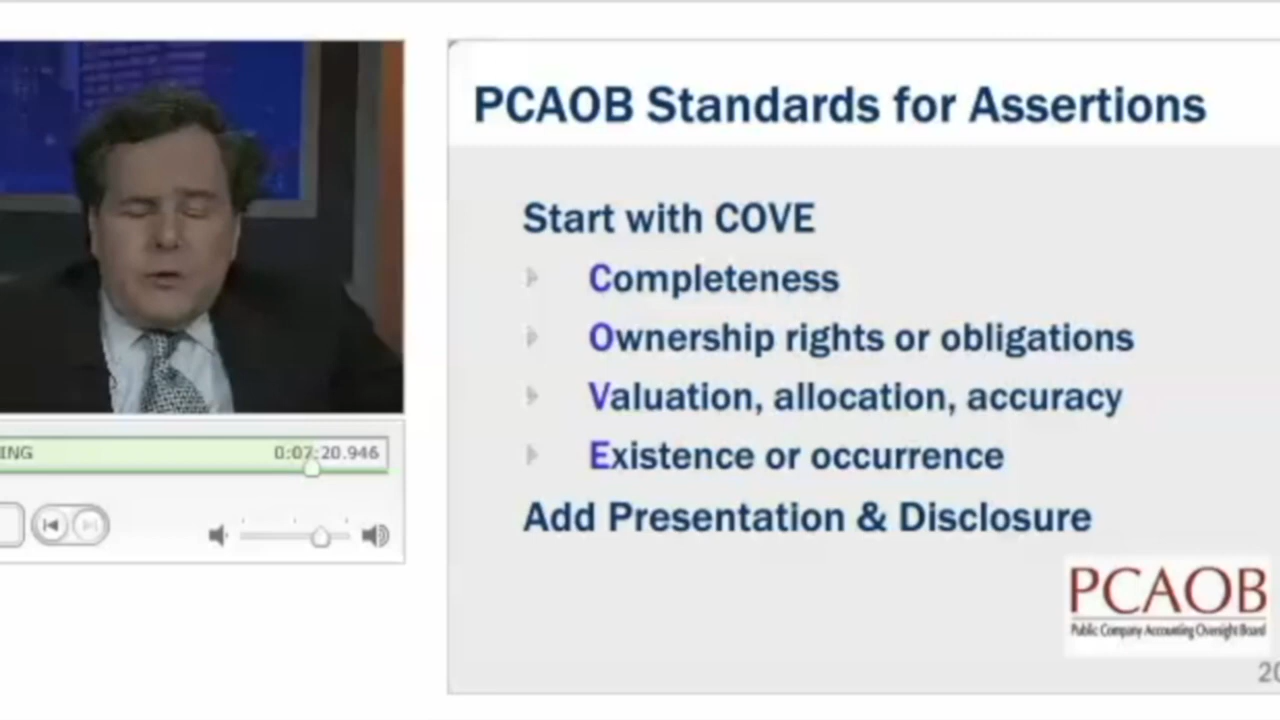 ING
0:07:20.946
PCAOB Standards for Assertions
Start with COVE
Completeness
Ownership rights or obligations
Valuation, allocation, accuracy
Existence or occurrence
Add Presentation & Disclosure
PCAOB
Public Company Accounting Oversight Board
20